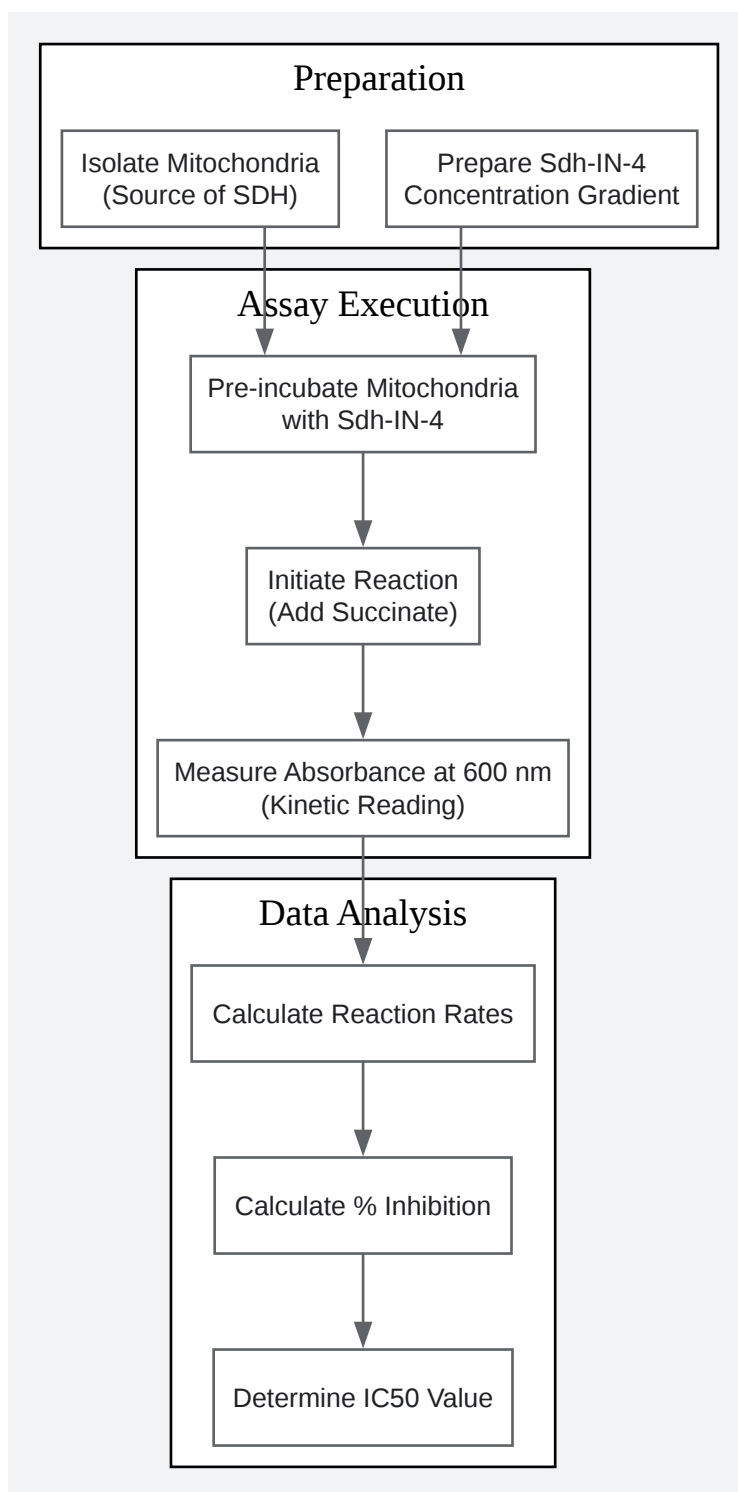 Preparation
Isolate Mitochondria
(Source of SDH)
Prepare Sdh-IN-4
Concentration Gradient
Assay Execution
Pre-incubate Mitochondria
with Sdh-IN-4
Initiate Reaction
(Add Succinate)
Measure Absorbance at 600 nm
(Kinetic Reading)
Data Analysis
Calculate Reaction Rates
Calculate % Inhibition
Determine IC50 Value